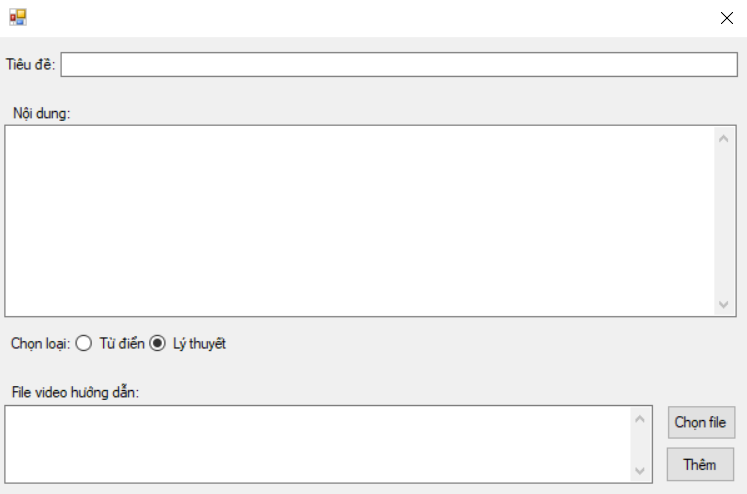 Tiêu đề:
Nội dung:
Chọn loại: Từ điển Lý thuyết
File video hướng dẫn:
Chọn file
Thêm